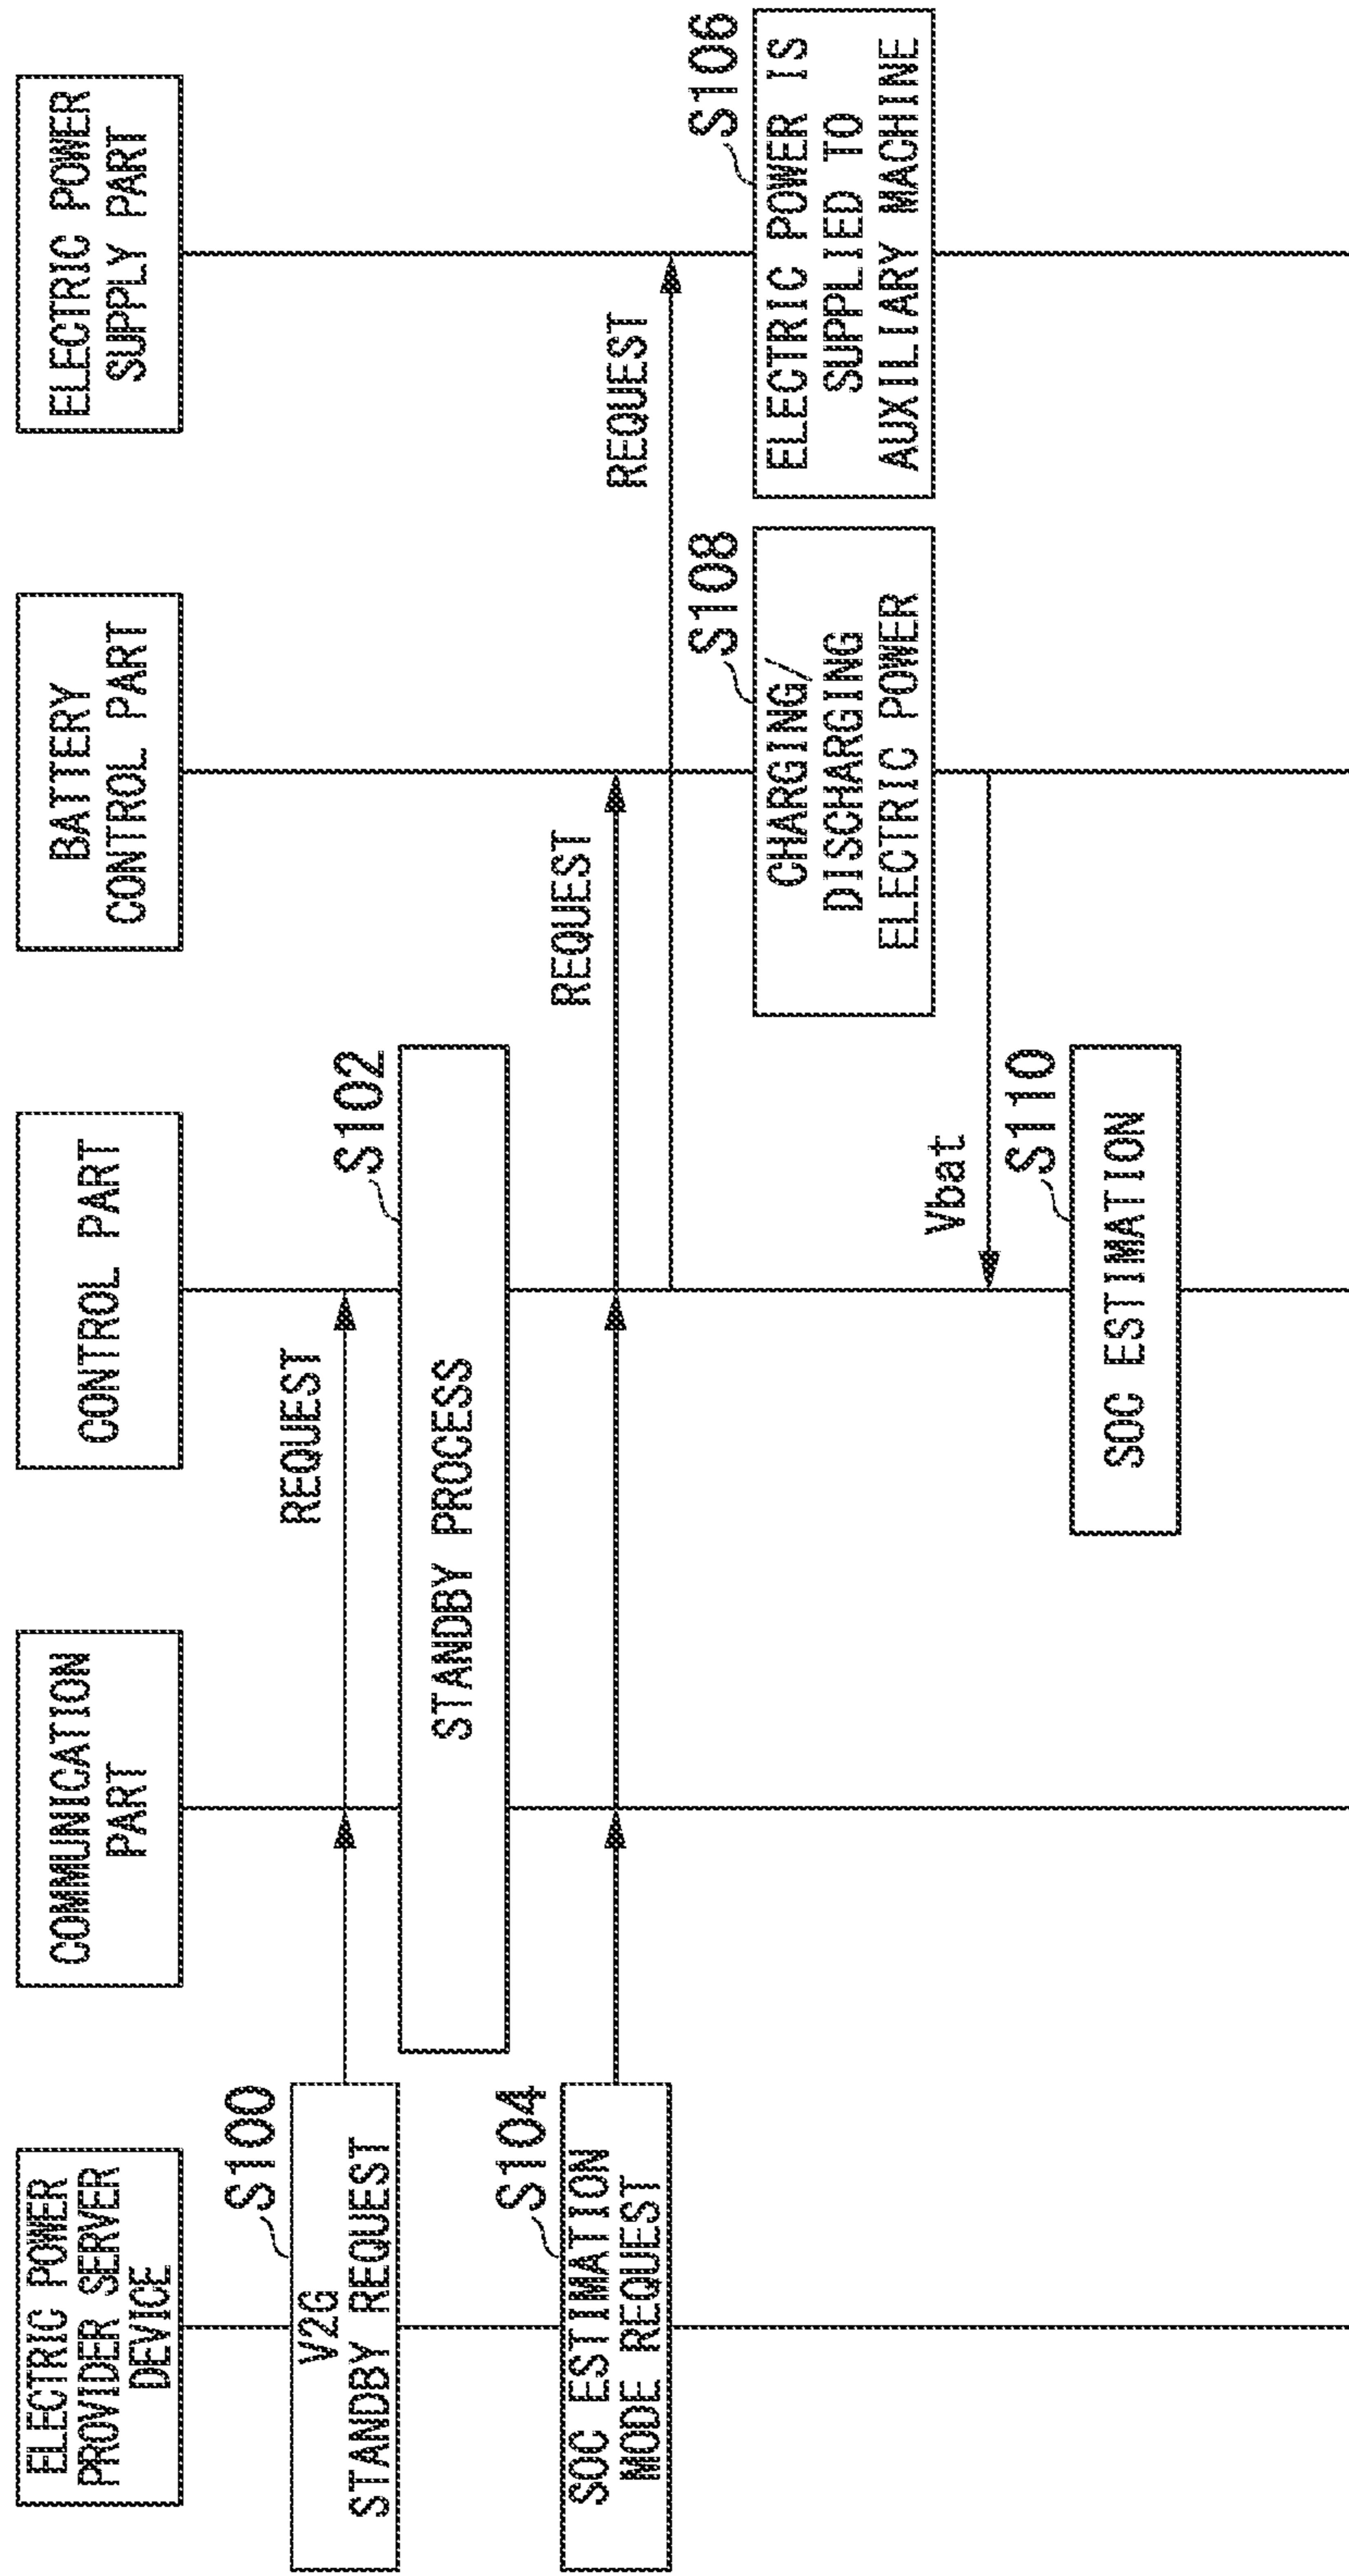 ELECTRIC POWER
PROVIDER SERVER
DEVICE
COMMUNICATION
PART
CONTROL PART
BATTERY
CONTROL PART
ELECTRIC POWER
SUPPLY PART
S100
V2G
STANDBY REQUEST
REQUEST
S102
STANDBY PROCESS
S104
SOC ESTIMATION
MODE REQUEST
REQUEST
REQUEST
S108
CHARGING/
DISCHARGING
ELECTRIC POWER
S106
ELECTRIC POWER IS
SUPPLIED TO
AUXILIARY MACHINE
Vbat
S110
SOC ESTIMATION